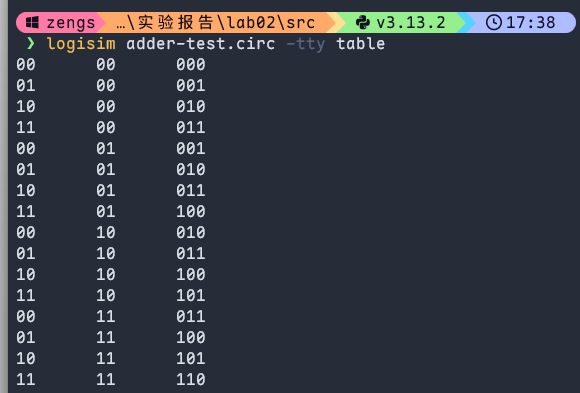 zengs …\实验报告\lab02\src v3.13.2 17:38
❯ logisim adder-test.circ -tty table
00 00 000
01 00 001
10 00 010
11 00 011
00 01 001
01 01 010
10 01 011
11 01 100
00 10 010
01 10 011
10 10 100
11 10 101
00 11 011
01 11 100
10 11 101
11 11 110